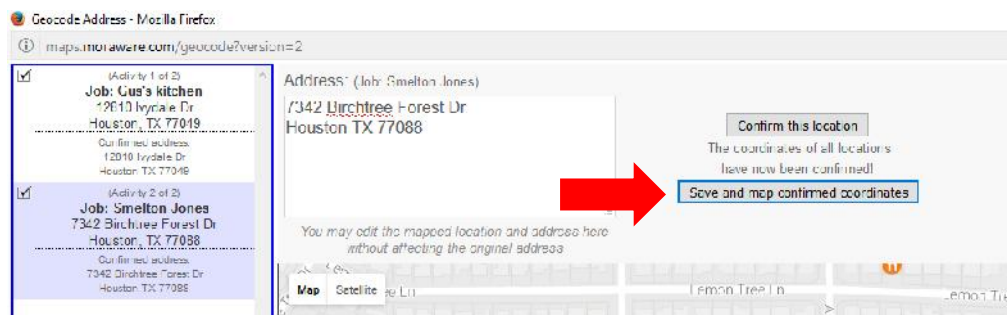 Geocode Address - Mozilla Firefox
maps.moraware.com/geocode?version=2
(Activity 1 of 2)
Job: Gus's kitchen
12610 Ivydale Dr
Houston, TX 77049
Confirmed address:
12610 Ivydale Dr
Houston TX 77049
(Activity 2 of 2)
Job: Smelton Jones
7342 Birchtree Forest Dr
Houston, TX 77088
Confirmed address:
7342 Birchtree Forest Dr
Houston TX 77088
Address: (Job: Smelton Jones)
7342 Birchtree Forest Dr
Houston TX 77088
You may edit the mapped location and address here
without affecting the original address
Confirm this location
The coordinates of all locations
have now been confirmed!
Save and map confirmed coordinates
Map Satellite
Lemon Tree Ln